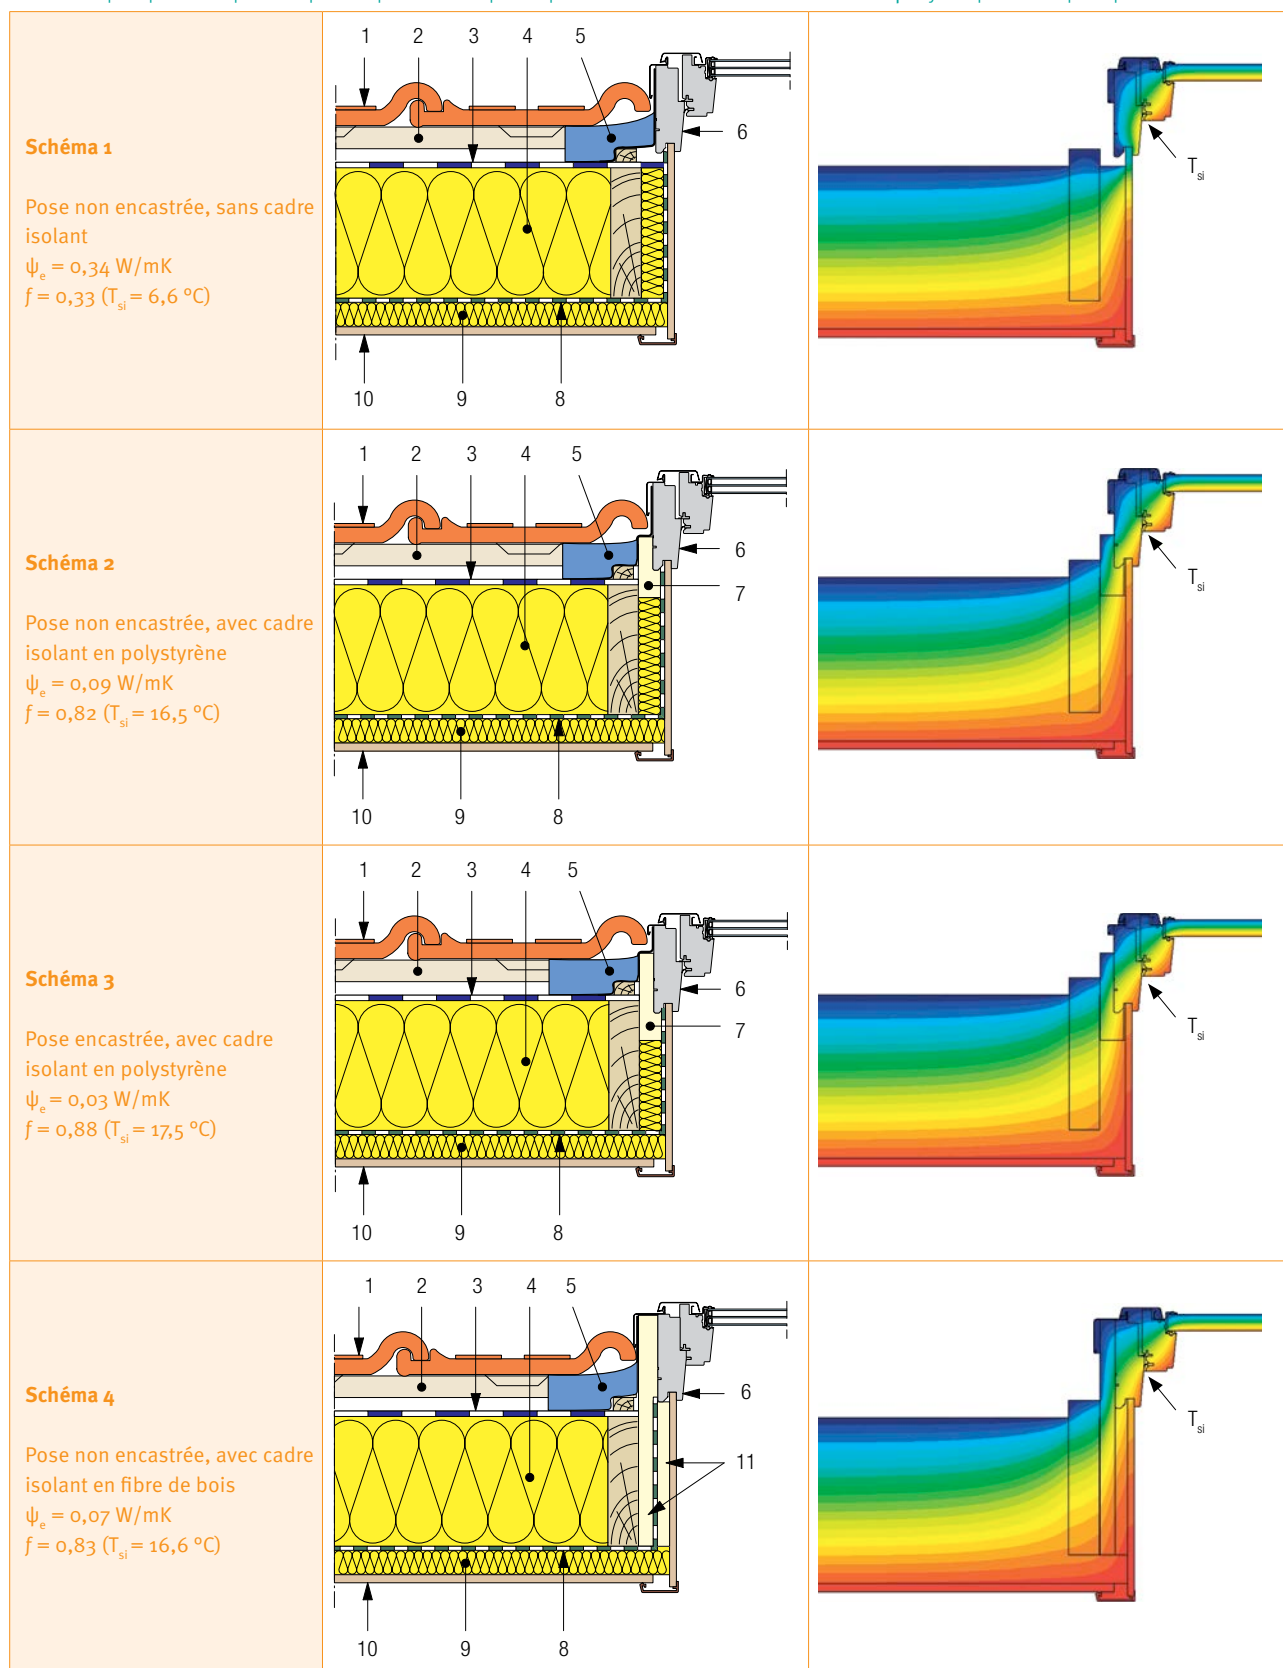 Schéma 1
Pose non encastrée, sans cadre
isolant
ψe = 0,34 W/mK
f = 0,33 (Tsi = 6,6 °C)
1 2 3 4 5
6
10 9 8
Tsi
Schéma 2
Pose non encastrée, avec cadre
isolant en polystyrène
ψe = 0,09 W/mK
f = 0,82 (Tsi = 16,5 °C)
1 2 3 4 5
6
7
10 9 8
Tsi
Schéma 3
Pose encastrée, avec cadre
isolant en polystyrène
ψe = 0,03 W/mK
f = 0,88 (Tsi = 17,5 °C)
1 2 3 4 5
6
7
10 9 8
Tsi
Schéma 4
Pose non encastrée, avec cadre
isolant en fibre de bois
ψe = 0,07 W/mK
f = 0,83 (Tsi = 16,6 °C)
1 2 3 4 5
6
11
10 9 8
Tsi